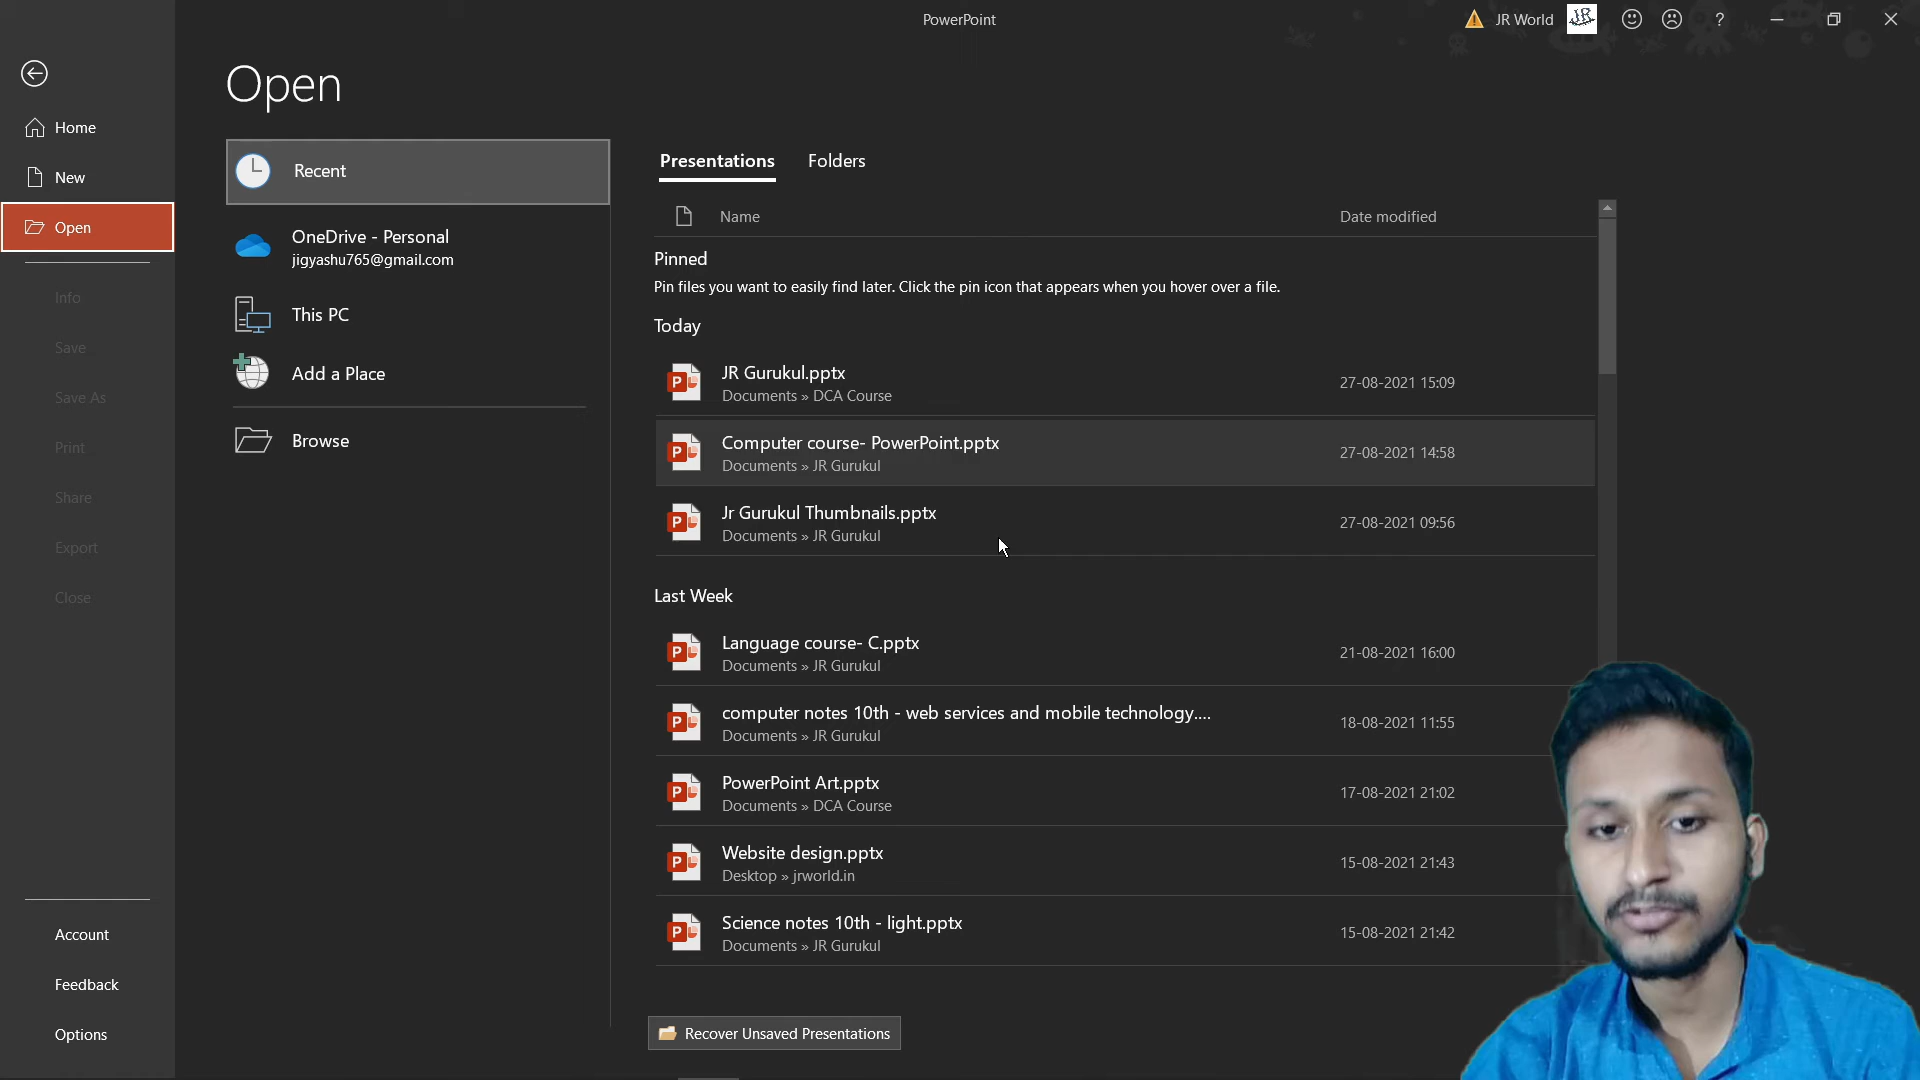 PowerPoint
JR World
JR
?
Open
Home
New
Open
Info
Save
Save As
Print
Share
Export
Close
Account
Feedback
Options
Recent
OneDrive - Personal
jigyashu765@gmail.com
This PC
Add a Place
Browse
Presentations Folders
Name Date modified
Pinned
Pin files you want to easily find later. Click the pin icon that appears when you hover over a file.
Today
JR Gurukul.pptx
Documents » DCA Course
27-08-2021 15:09
Computer course- PowerPoint.pptx
Documents » JR Gurukul
27-08-2021 14:58
Jr Gurukul Thumbnails.pptx
Documents » JR Gurukul
27-08-2021 09:56
Last Week
Language course- C.pptx
Documents » JR Gurukul
21-08-2021 16:00
computer notes 10th - web services and mobile technology....
Documents » JR Gurukul
18-08-2021 11:55
PowerPoint Art.pptx
Documents » DCA Course
17-08-2021 21:02
Website design.pptx
Desktop » jrworld.in
15-08-2021 21:43
Science notes 10th - light.pptx
Documents » JR Gurukul
15-08-2021 21:42
Recover Unsaved Presentations